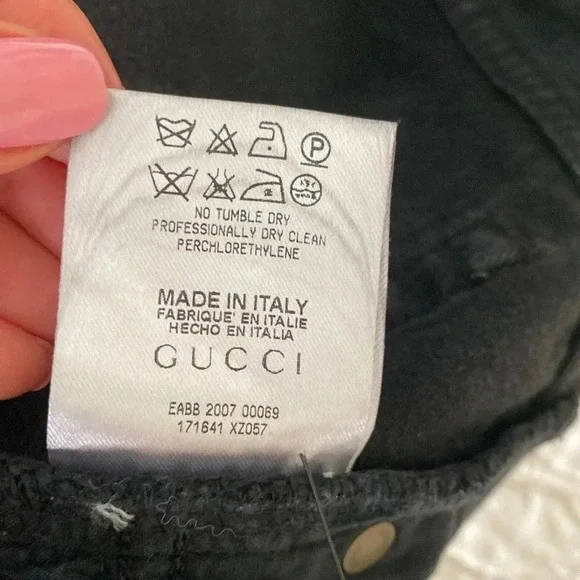 P
NO TUMBLE DRY
PROFESSIONALLY DRY CLEAN
PERCHLORETHYLENE
MADE IN ITALY
FABRIQUE' EN ITALIE
HECHO EN ITALIA
GUCCI
EABB 2007 00069
171641 XZ057